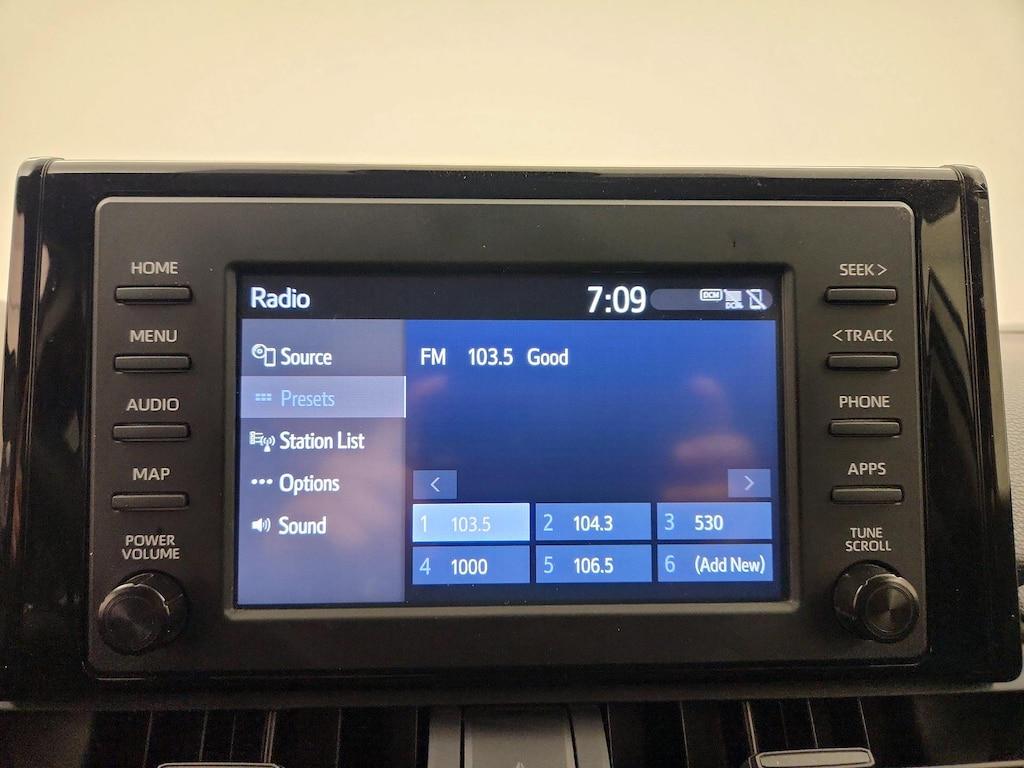 HOME
MENU
AUDIO
MAP
POWER
VOLUME
Radio
7:09
DCM
DCM
Source
Presets
Station List
Options
Sound
FM 103.5 Good
<
>
1 103.5
2 104.3
3 530
4 1000
5 106.5
6 (Add New)
SEEK >
< TRACK
PHONE
APPS
TUNE
SCROLL